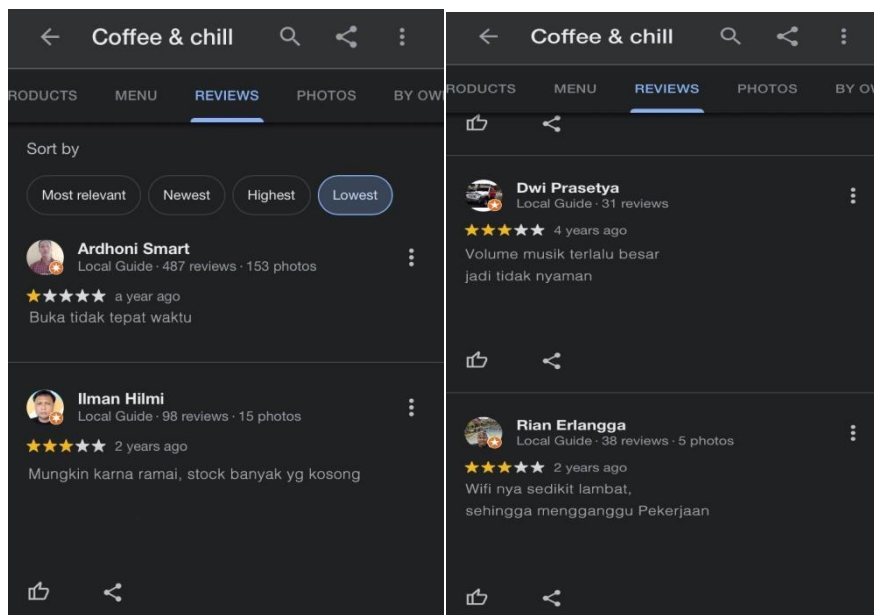 Coffee & chill
RODUCTS MENU REVIEWS PHOTOS BY OWI
Sort by
Most relevant Newest Highest Lowest
Ardhoni Smart
Local Guide · 487 reviews · 153 photos
a year ago
Buka tidak tepat waktu
Ilman Hilmi
Local Guide · 98 reviews · 15 photos
2 years ago
Mungkin karna ramai, stock banyak yg kosong
Coffee & chill
RODUCTS MENU REVIEWS PHOTOS BY O
Dwi Prasetya
Local Guide · 31 reviews
4 years ago
Volume musik terlalu besar
jadi tidak nyaman
Rian Erlangga
Local Guide · 38 reviews · 5 photos
2 years ago
Wifi nya sedikit lambat,
sehingga mengganggu Pekerjaan